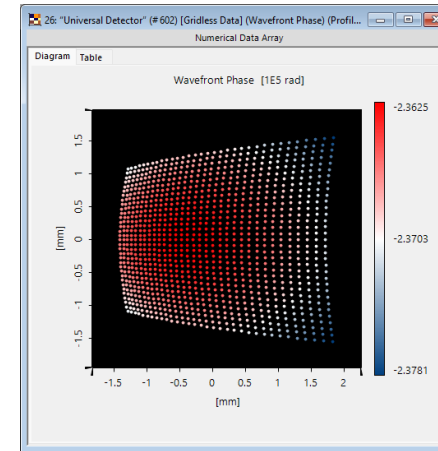 26: "Universal Detector" (# 602) [Gridless Data] (Wavefront Phase) (Profil...
Numerical Data Array
Diagram Table
Wavefront Phase [1E5 rad]
-2.3625
-2.3703
-2.3781
1.5
1
0.5
0
-0.5
-1
-1.5
[mm]
-1.5 -1 -0.5 0 0.5 1 1.5 2
[mm]